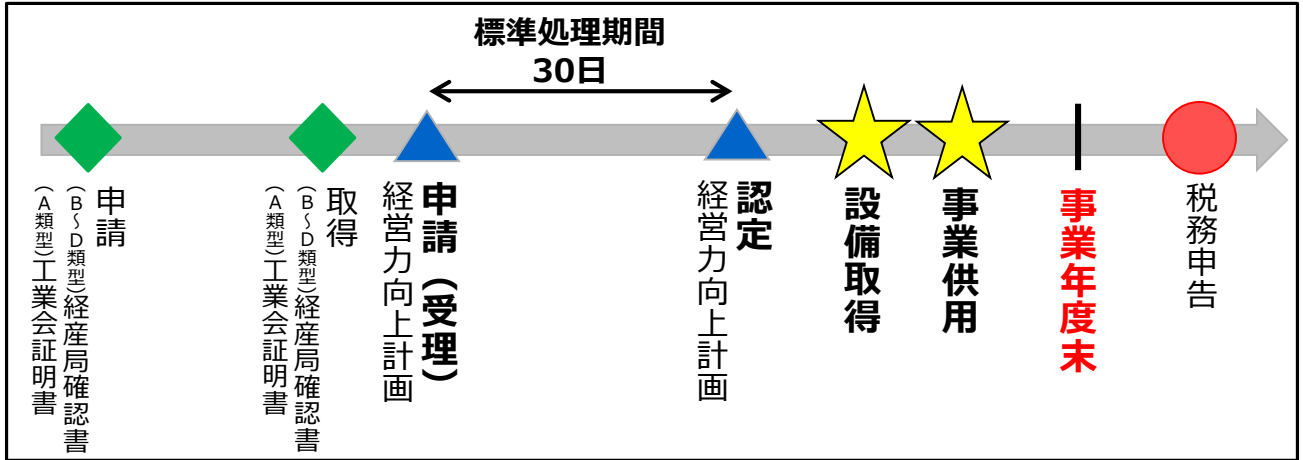 標準処理期間
30日
申請
（B～D類型）経産局確認書
（A類型）工業会証明書
取得
（B～D類型）経産局確認書
（A類型）工業会証明書
申請（受理）
経営力向上計画
認定
経営力向上計画
設備取得
事業供用
事業年度末
税務申告